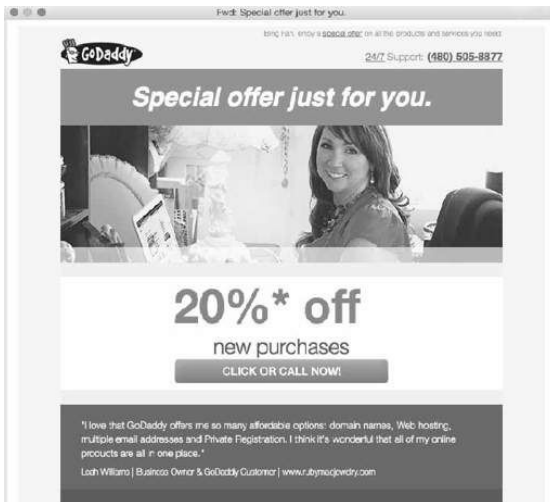 Fwd: Special offer just for you.
enjoy a special offer on all the products and services you need.
GoDaddy
24/7 Support: (480) 505-8877
Special offer just for you.
20%* off
new purchases
CLICK OR CALL NOW!
"I love that GoDaddy offers me so many affordable options: domain names, Web hosting,
multiple email addresses and Private Registration. I think it's wonderful that all of my online
products are all in one place."
Leah Williams | Business Owner & GoDaddy Customer |